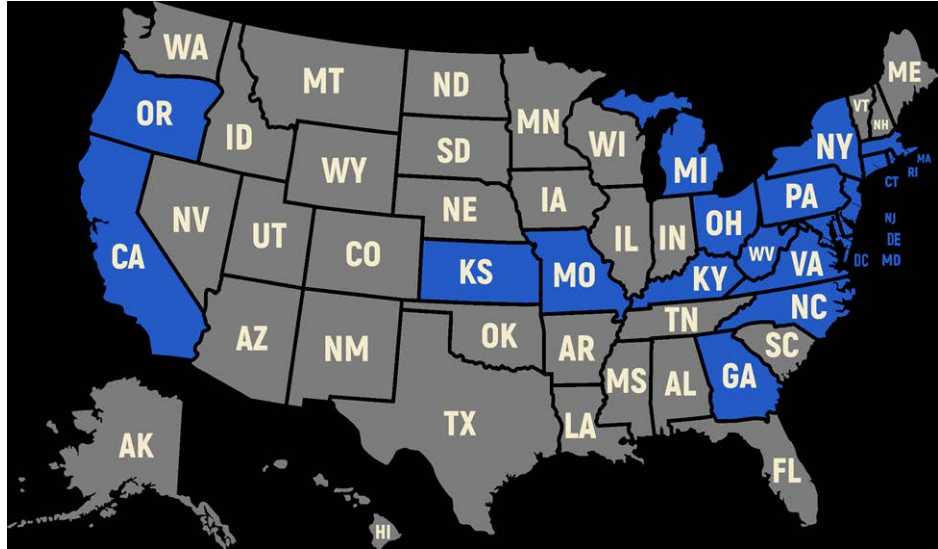 WA
MT
ND
MN
ME
VT
NH
OR
ID
WY
SD
WI
MI
NY
MA
RI
CT
NV
UT
CO
NE
IA
IL
IN
OH
PA
NJ
DE
MD
DC
CA
KS
MO
KY
WV
VA
AZ
NM
OK
AR
TN
NC
SC
TX
LA
MS
AL
GA
FL
AK
HI